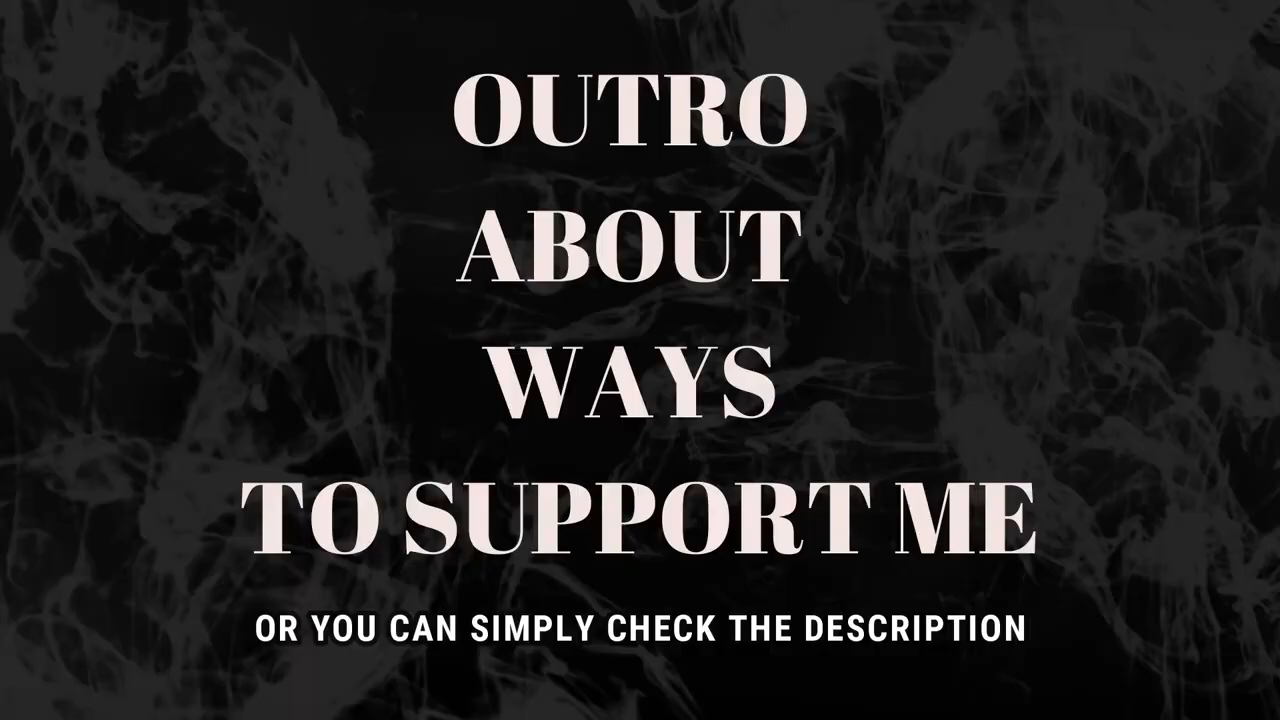 OUTRO
ABOUT
WAYS
TO SUPPORT ME
OR YOU CAN SIMPLY CHECK THE DESCRIPTION